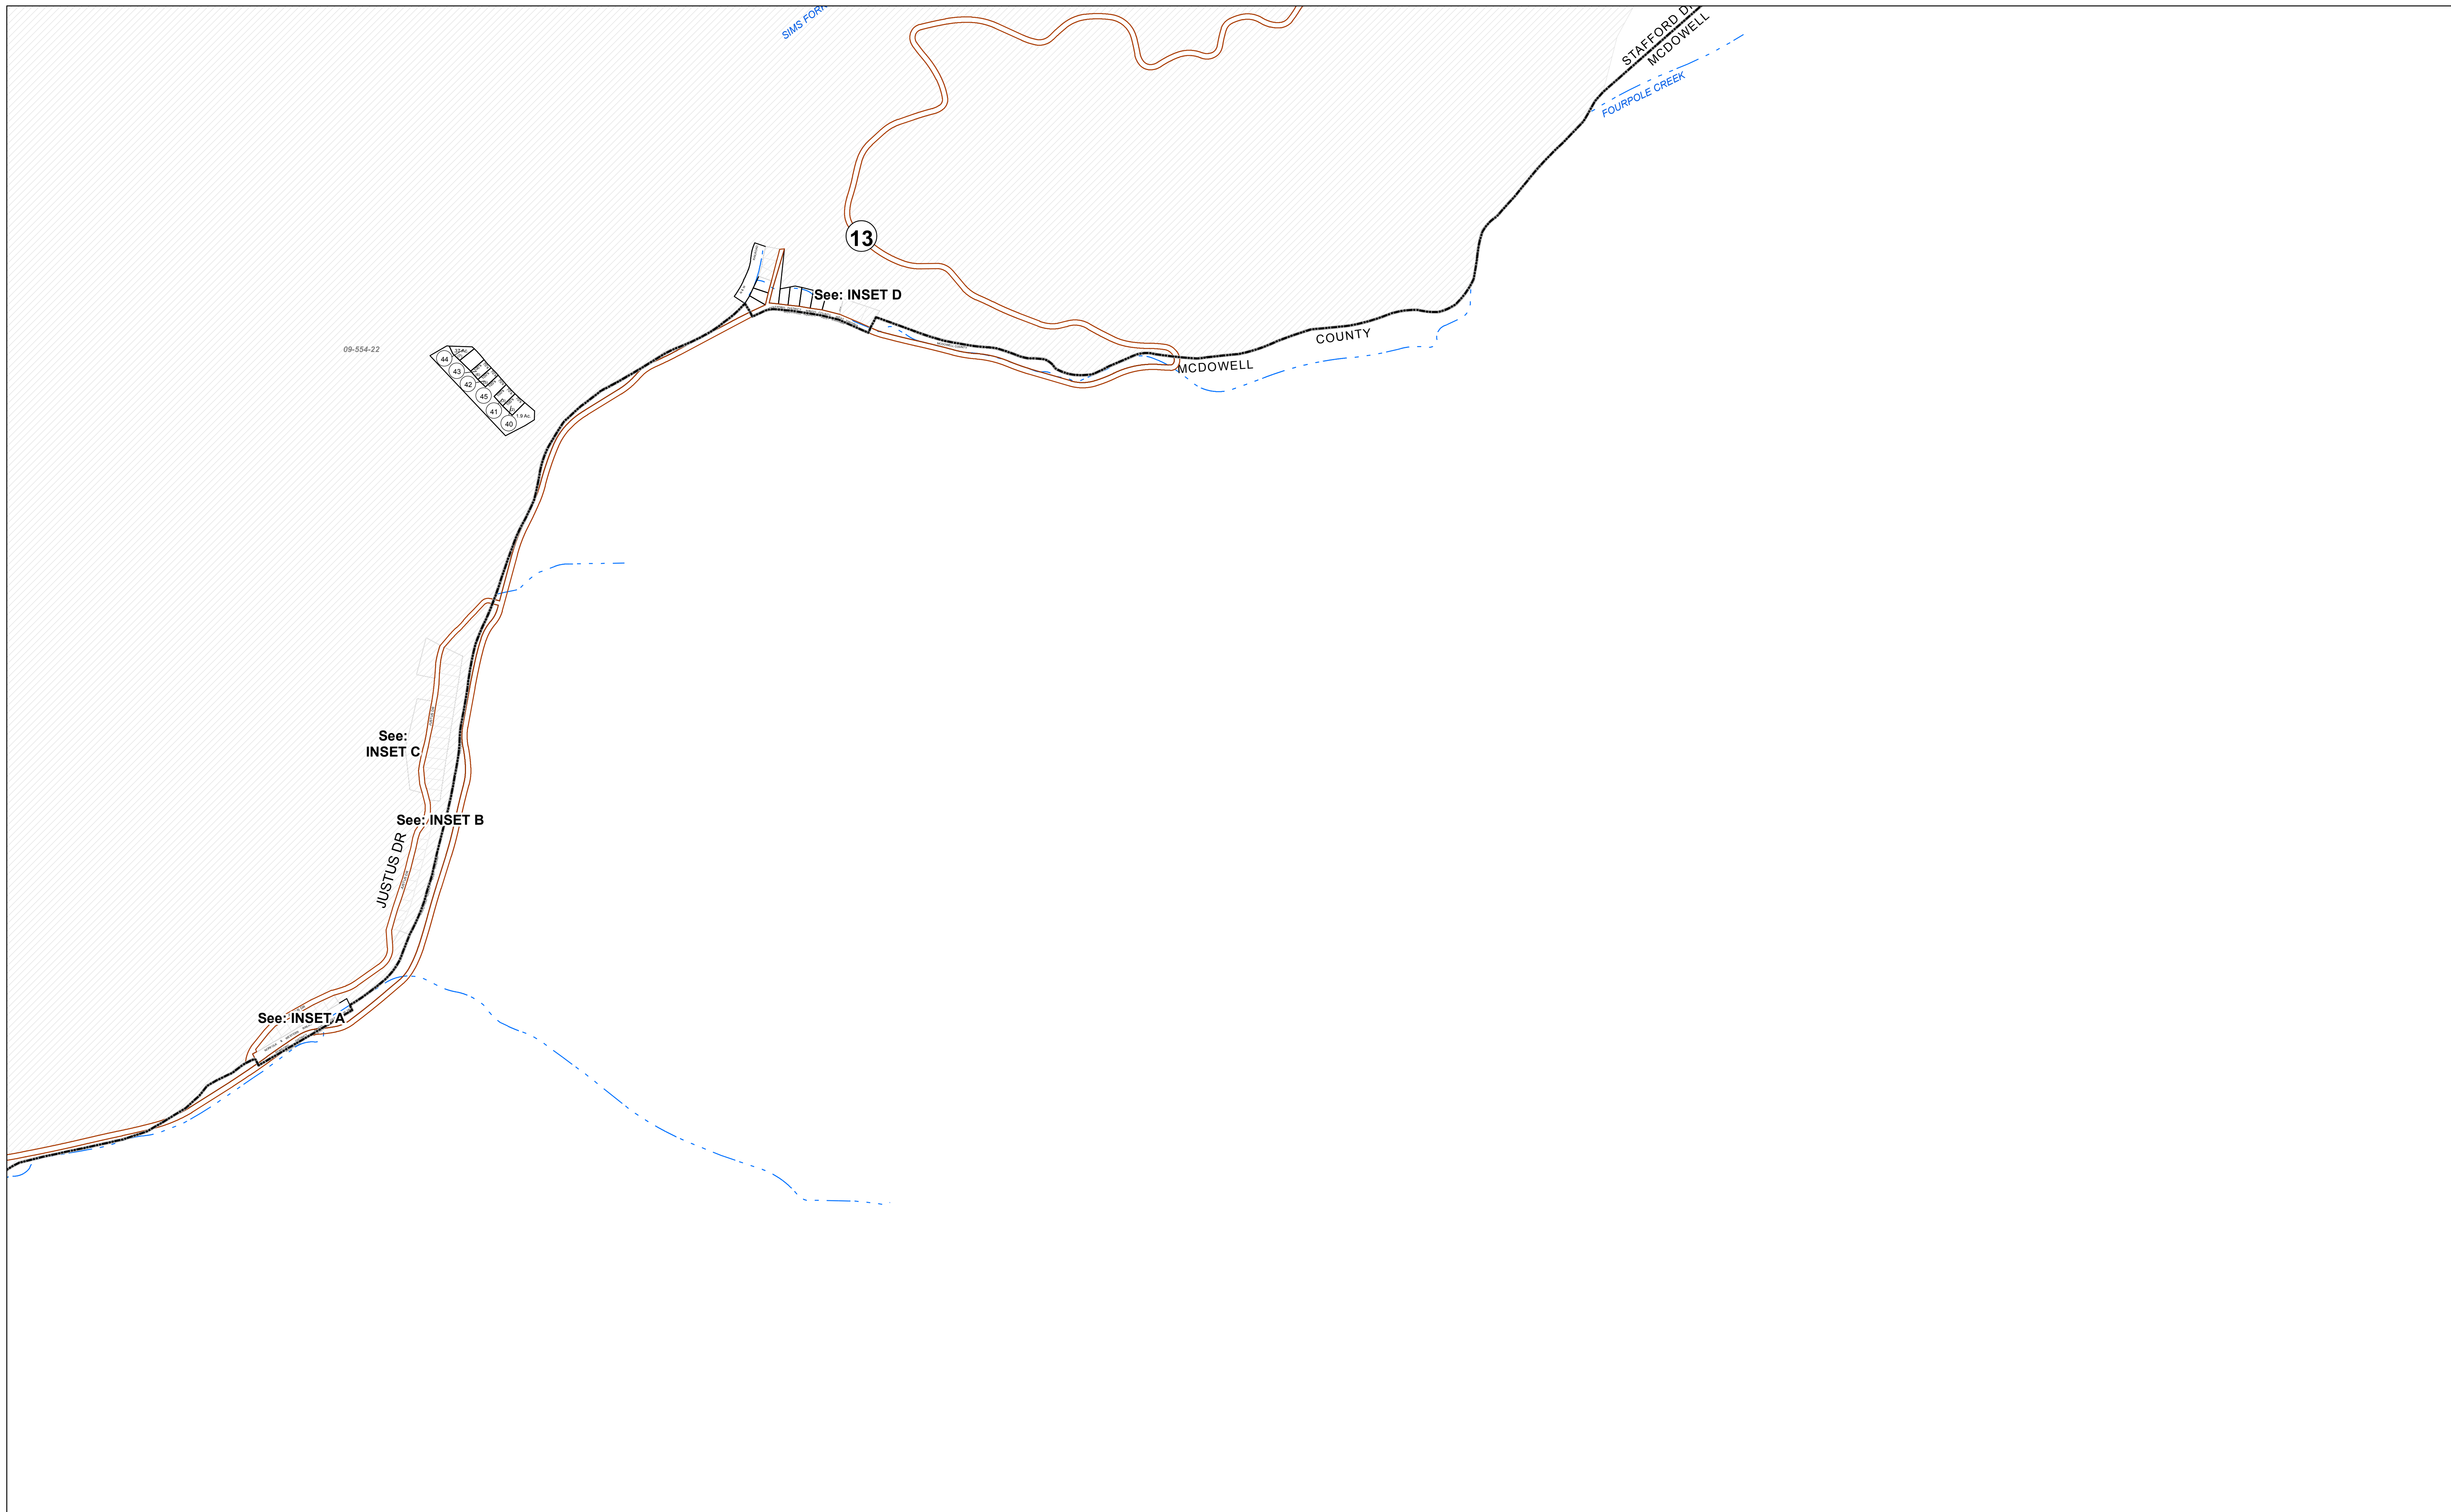 SIMS FORK
STAFFORD DR
MCDOWELL
FOURPOLE CREEK
13
See: INSET D
COUNTY
MCDOWELL
09-554-22
44
43
42
45
41
40
1.9 Ac.
See:
INSET C
See: INSET B
JUSTUS DR
See: INSET A